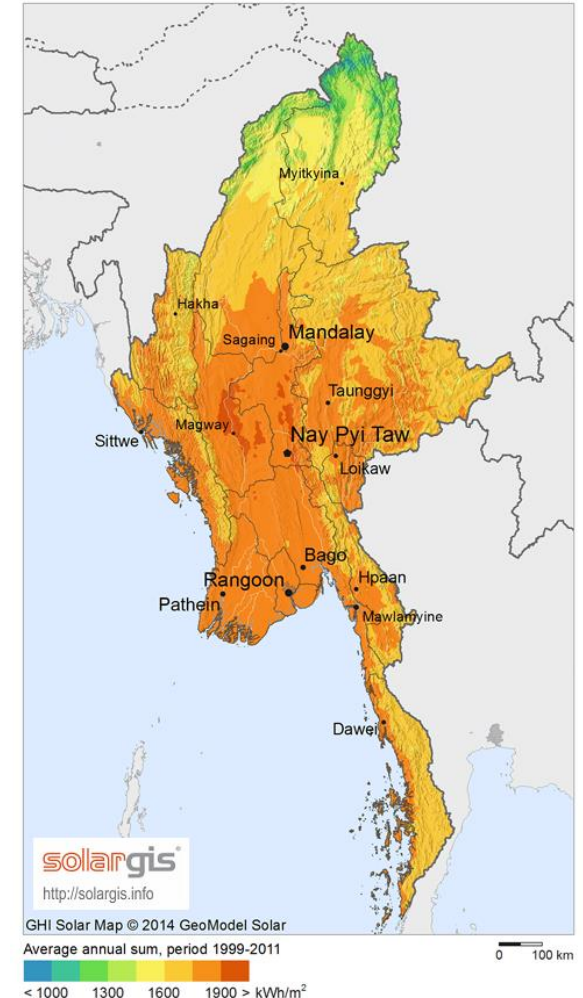 Myitkyina
Hakha
Sagaing
Mandalay
Taunggyi
Magway
Nay Pyi Taw
Sittwe
Loikaw
Bago
Rangoon
Hpaan
Pathein
Mawlamyine
Dawei
solargis
http://solargis.info
GHI Solar Map © 2014 GeoModel Solar
Average annual sum, period 1999-2011
0 100 km
< 1000 1300 1600 1900 > kWh/m²